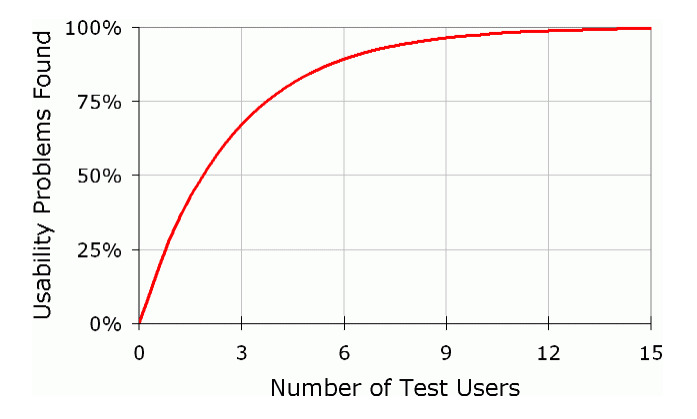 Usability Problems Found
100%
75%
50%
25%
0%
0 3 6 9 12 15
Number of Test Users